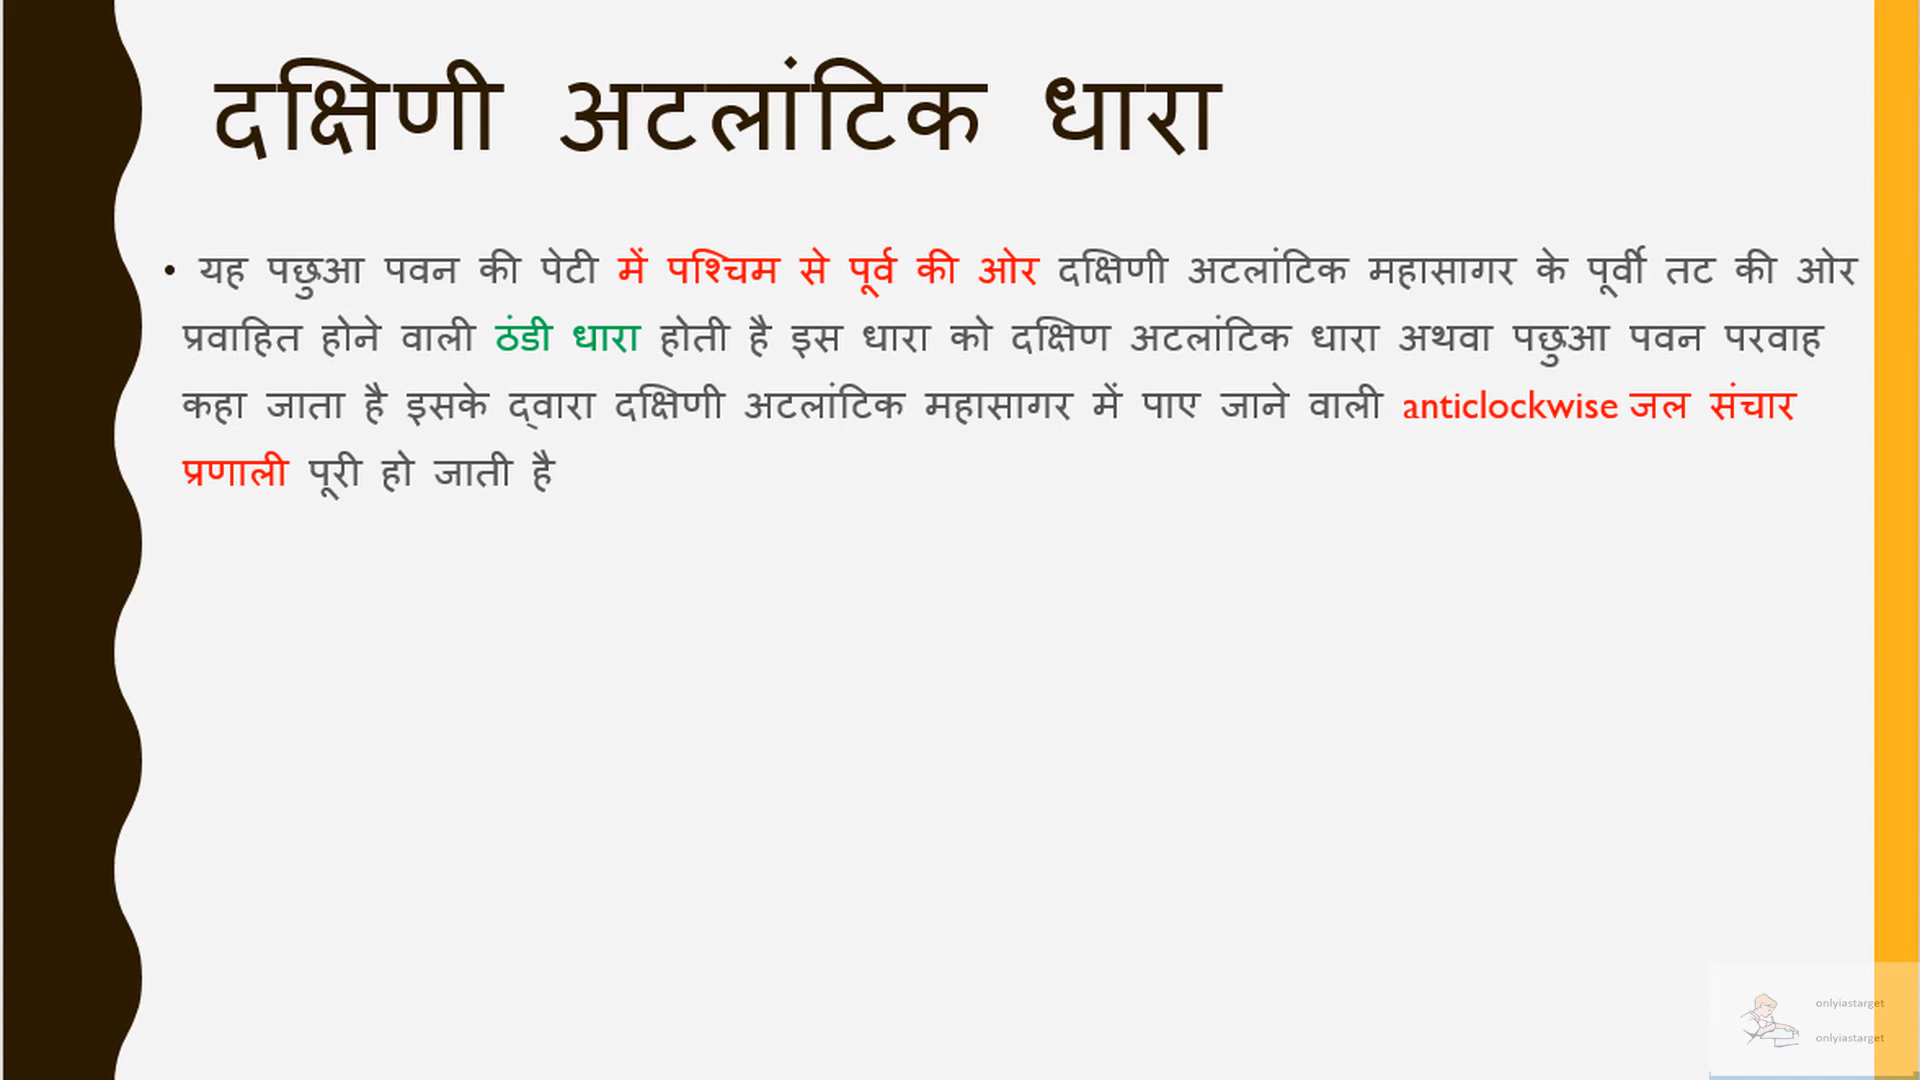 दक्षिणी अटलांटिक धारा
• यह पछुआ पवन की पेटी में पश्चिम से पूर्व की ओर दक्षिणी अटलांटिक महासागर के पूर्वी तट की ओर
प्रवाहित होने वाली ठंडी धारा होती है इस धारा को दक्षिण अटलांटिक धारा अथवा पछुआ पवन परवाह
कहा जाता है इसके द्वारा दक्षिणी अटलांटिक महासागर में पाए जाने वाली anticlockwise जल संचार
प्रणाली पूरी हो जाती है
onlyiastarget
onlyiastarget